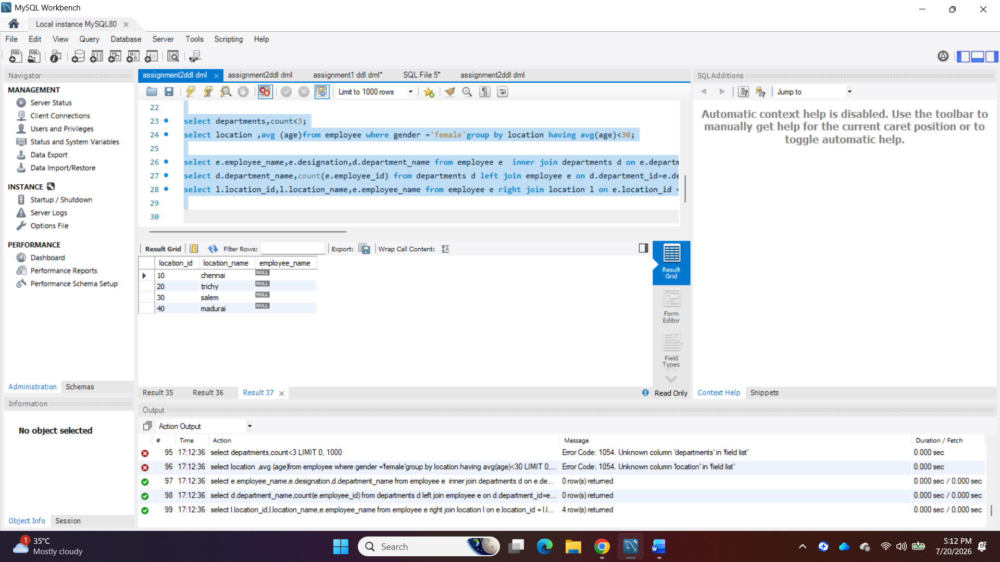 MySQL Workbench
Local instance MySQL80
File Edit View Query Database Server Tools Scripting Help
Navigator
MANAGEMENT
Server Status
Client Connections
Users and Privileges
Status and System Variables
Data Export
Data Import/Restore
INSTANCE
Startup / Shutdown
Server Logs
Options File
PERFORMANCE
Dashboard
Performance Reports
Performance Schema Setup
Administration Schemas
Information
No object selected
Object Info Session
assignment2ddl dml assignment2ddl dml assignment1 ddl dml* SQL File 5* assignment2ddl dml
Limit to 1000 rows
22
23 select departments,count<3;
24 select location ,avg (age)from employee where gender ='female'group by location having avg(age)<30;
25
26 select e.employee_name,e.designation,d.department_name from employee e  inner join departments d on e.departm
27 select d.department_name,count(e.employee_id) from departments d left join employee e on d.department_id=e.de
28 select l.location_id,l.location_name,e.employee_name from employee e right join location l on e.location_id =
29
30
Result Grid Filter Rows: Export: Wrap Cell Content:
location_id location_name employee_name
10 chennai NULL
20 trichy NULL
30 salem NULL
40 madurai NULL
Result Grid
Form Editor
Field Types
Result 35 Result 36 Result 37 Read Only
SQLAdditions
Jump to
Automatic context help is disabled. Use the toolbar to
manually get help for the current caret position or to
toggle automatic help.
Context Help Snippets
Output
Action Output
# Time Action Message Duration / Fetch
95 17:12:36 select departments,count<3 LIMIT 0, 1000 Error Code: 1054. Unknown column 'departments' in 'field list' 0.000 sec
96 17:12:36 select location ,avg (age)from employee where gender ='female'group by location having avg(age)<30 LIMIT 0,... Error Code: 1054. Unknown column 'location' in 'field list' 0.000 sec
97 17:12:36 select e.employee_name,e.designation,d.department_name from employee e  inner join departments d on e.de... 0 row(s) returned 0.000 sec / 0.000 sec
98 17:12:36 select d.department_name,count(e.employee_id) from departments d left join employee e on d.department_id=e... 0 row(s) returned 0.000 sec / 0.000 sec
99 17:12:36 select l.location_id,l.location_name,e.employee_name from employee e right join location l on e.location_id = l.l... 4 row(s) returned 0.000 sec / 0.000 sec
1
35°C
Mostly cloudy
Search
5:12 PM
7/20/2026